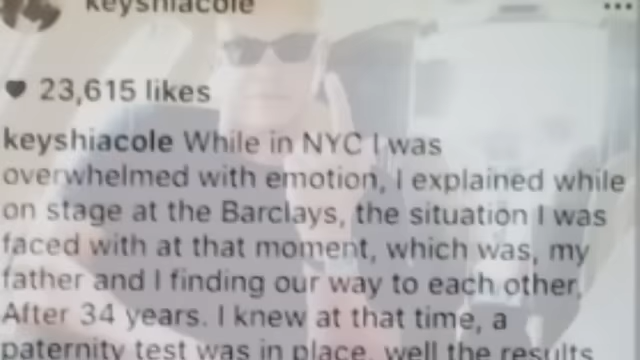 keyshiacole
23,615 likes
keyshiacole While in NYC I was
overwhelmed with emotion, I explained while
on stage at the Barclays, the situation I was
faced with at that moment, which was, my
father and I finding our way to each other.
After 34 years. I knew at that time, a
paternity test was in place, well the results